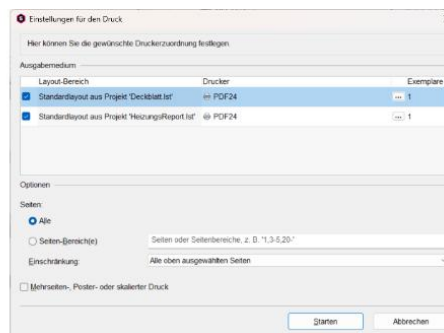 Einstellungen für den Druck
Hier können Sie die gewünschte Druckerzuordnung festlegen
Ausgabemedium
Layout-Bereich Drucker Exemplare
Standardlayout aus Projekt 'Deckblatt.lst' PDF24 ... 1
Standardlayout aus Projekt 'HeizungsReport.lst' PDF24 ... 1
Optionen
Seiten:
Alle
Seiten-Bereich(e) Seiten oder Seitenbereiche, z. B. "1,3-5,20-"
Einschränkung: Alle oben ausgewählten Seiten
Mehrseiten-, Poster- oder skalierter Druck
Starten Abbrechen